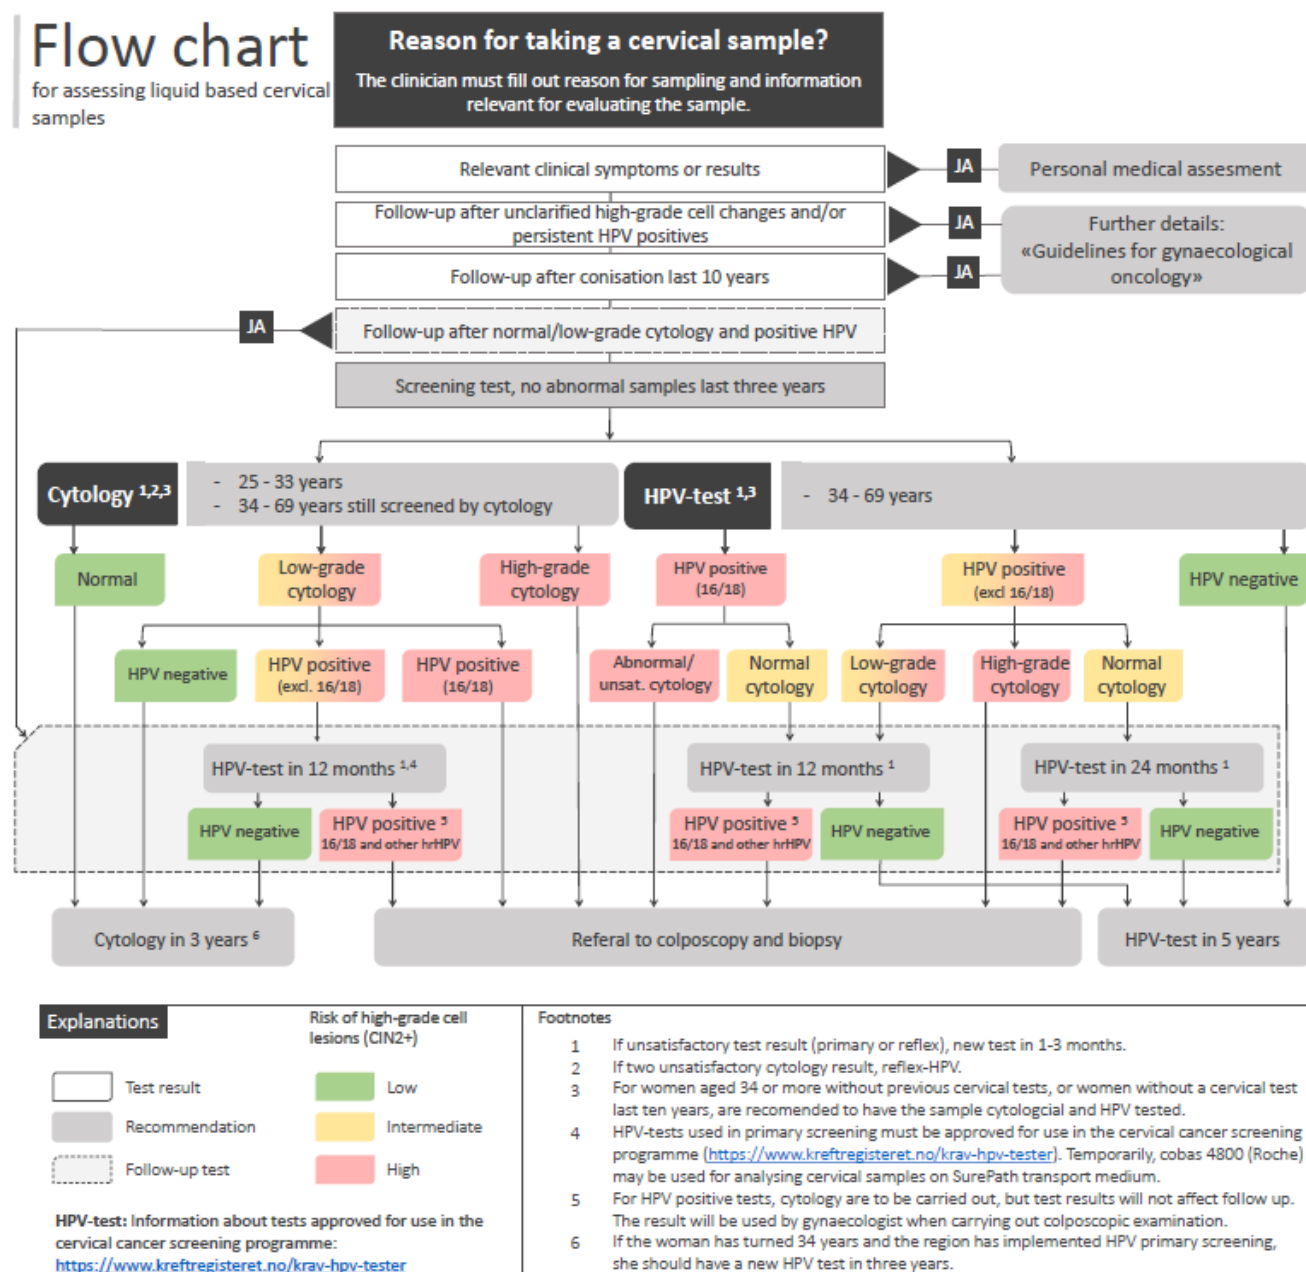 Flow chart
for assessing liquid based cervical
samples
Reason for taking a cervical sample?
The clinician must fill out reason for sampling and information
relevant for evaluating the sample.
Relevant clinical symptoms or results
JA
Personal medical assesment
Follow-up after unclarified high-grade cell changes and/or
persistent HPV positives
JA
Further details:
«Guidelines for gynaecological
oncology»
Follow-up after conisation last 10 years
JA
JA
Follow-up after normal/low-grade cytology and positive HPV
Screening test, no abnormal samples last three years
Cytology 1,2,3
- 25 - 33 years
- 34 - 69 years still screened by cytology
HPV-test 1,3
- 34 - 69 years
Normal
Low-grade
cytology
High-grade
cytology
HPV positive
(16/18)
HPV positive
(excl 16/18)
HPV negative
HPV negative
HPV positive
(excl. 16/18)
HPV positive
(16/18)
Abnormal/
unsat. cytology
Normal
cytology
Low-grade
cytology
High-grade
cytology
Normal
cytology
HPV-test in 12 months 1,4
HPV-test in 12 months 1
HPV-test in 24 months 1
HPV negative
HPV positive 5
16/18 and other hrHPV
HPV positive 5
16/18 and other hrHPV
HPV negative
HPV positive 5
16/18 and other hrHPV
HPV negative
Cytology in 3 years 6
Referal to colposcopy and biopsy
HPV-test in 5 years
Explanations
Risk of high-grade cell
lesions (CIN2+)
Test result
Low
Recommendation
Intermediate
Follow-up test
High
HPV-test: Information about tests approved for use in the
cervical cancer screening programme:
https://www.kreftregisteret.no/krav-hpv-tester
Footnotes
1 If unsatisfactory test result (primary or reflex), new test in 1-3 months.
2 If two unsatisfactory cytology result, reflex-HPV.
3 For women aged 34 or more without previous cervical tests, or women without a cervical test
last ten years, are recomended to have the sample cytologcial and HPV tested.
4 HPV-tests used in primary screening must be approved for use in the cervical cancer screening
programme (https://www.kreftregisteret.no/krav-hpv-tester). Temporarily, cobas 4800 (Roche)
may be used for analysing cervical samples on SurePath transport medium.
5 For HPV positive tests, cytology are to be carried out, but test results will not affect follow up.
The result will be used by gynaecologist when carrying out colposcopic examination.
6 If the woman has turned 34 years and the region has implemented HPV primary screening,
she should have a new HPV test in three years.